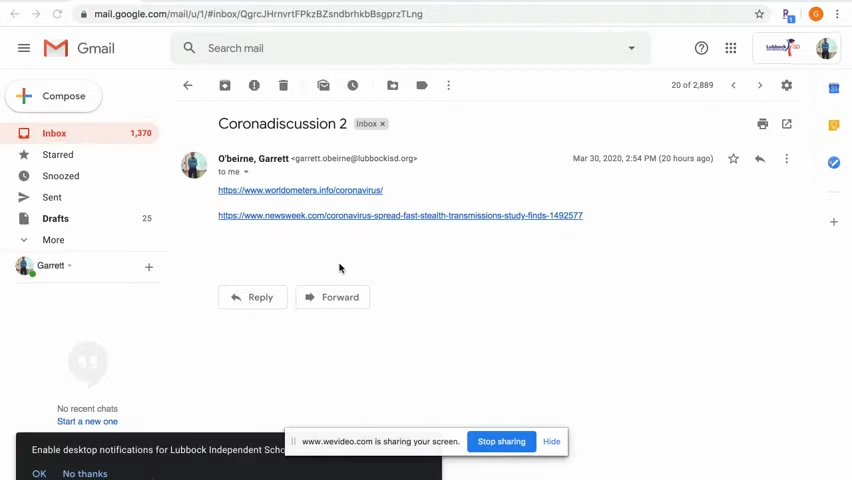 mail.google.com/mail/u/1/#inbox/QgrcJHrnvrtFPkzBZsndbrhkbBsgprzTLng
G
Gmail
Search mail
Lubbock
Compose
20 of 2,889
Inbox 1,370
Starred
Snoozed
Sent
Drafts 25
More
Garrett
Coronadiscussion 2 Inbox x
O'beirne, Garrett <garrett.obeirne@lubbockisd.org> Mar 30, 2020, 2:54 PM (20 hours ago)
to me
https://www.worldometers.info/coronavirus/
https://www.newsweek.com/coronavirus-spread-fast-stealth-transmissions-study-finds-1492577
Reply Forward
No recent chats
Start a new one
www.wevideo.com is sharing your screen. Stop sharing Hide
Enable desktop notifications for Lubbock Independent Scho
OK No thanks